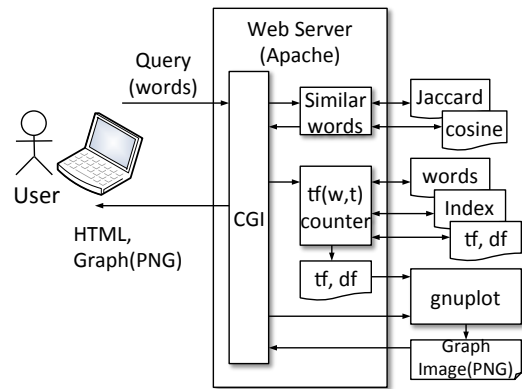 Web Server
(Apache)
Query
(words)
User
HTML,
Graph(PNG)
CGI
Similar
words
Jaccard
cosine
tf(w,t)
counter
words
Index
tf, df
tf, df
gnuplot
Graph
Image(PNG)